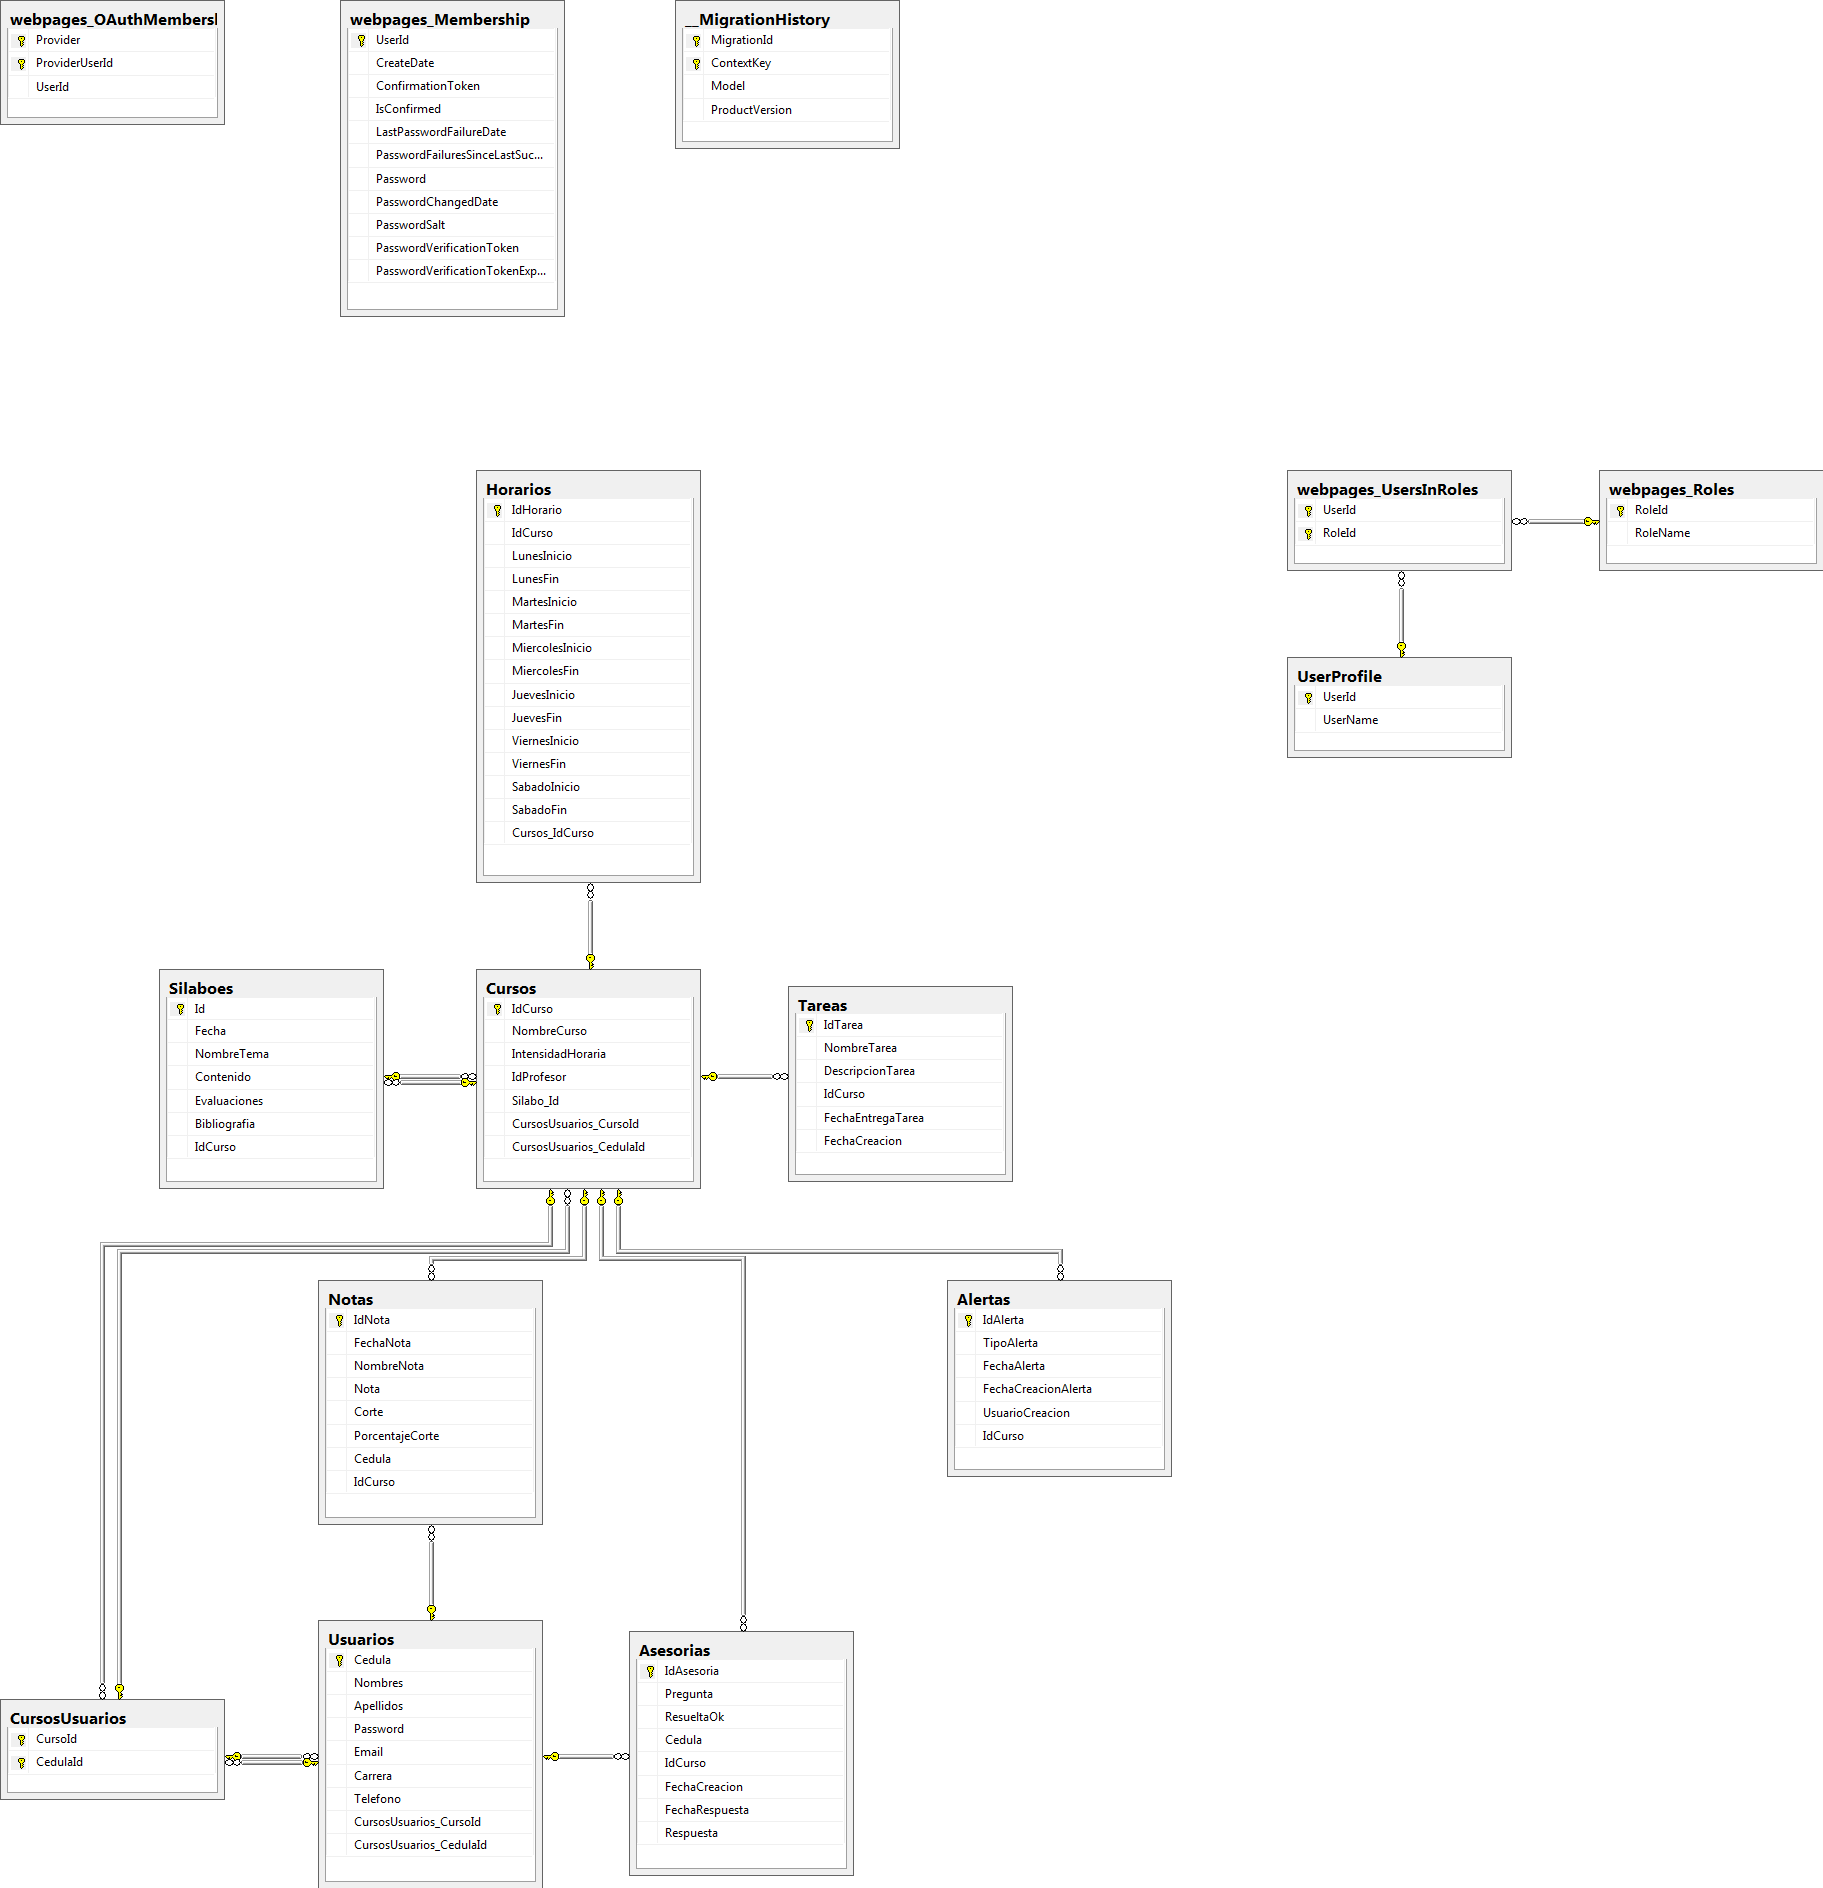 webpages_OAuthMembersl
Provider
ProviderUserId
UserId
webpages_Membership
UserId
CreateDate
ConfirmationToken
IsConfirmed
LastPasswordFailureDate
PasswordFailuresSinceLastSuc...
Password
PasswordChangedDate
PasswordSalt
PasswordVerificationToken
PasswordVerificationTokenExp...
__MigrationHistory
MigrationId
ContextKey
Model
ProductVersion
Horarios
IdHorario
IdCurso
LunesInicio
LunesFin
MartesInicio
MartesFin
MiercolesInicio
MiercolesFin
JuevesInicio
JuevesFin
ViernesInicio
ViernesFin
SabadoInicio
SabadoFin
Cursos_IdCurso
webpages_UsersInRoles
UserId
RoleId
webpages_Roles
RoleId
RoleName
UserProfile
UserId
UserName
Silaboes
Id
Fecha
NombreTema
Contenido
Evaluaciones
Bibliografia
IdCurso
Cursos
IdCurso
NombreCurso
IntensidadHoraria
IdProfesor
Silabo_Id
CursosUsuarios_CursoId
CursosUsuarios_CedulaId
Tareas
IdTarea
NombreTarea
DescripcionTarea
IdCurso
FechaEntregaTarea
FechaCreacion
Notas
IdNota
FechaNota
NombreNota
Nota
Corte
PorcentajeCorte
Cedula
IdCurso
Alertas
IdAlerta
TipoAlerta
FechaAlerta
FechaCreacionAlerta
UsuarioCreacion
IdCurso
CursosUsuarios
CursoId
CedulaId
Usuarios
Cedula
Nombres
Apellidos
Password
Email
Carrera
Telefono
CursosUsuarios_CursoId
CursosUsuarios_CedulaId
Asesorias
IdAsesoria
Pregunta
ResueltaOk
Cedula
IdCurso
FechaCreacion
FechaRespuesta
Respuesta